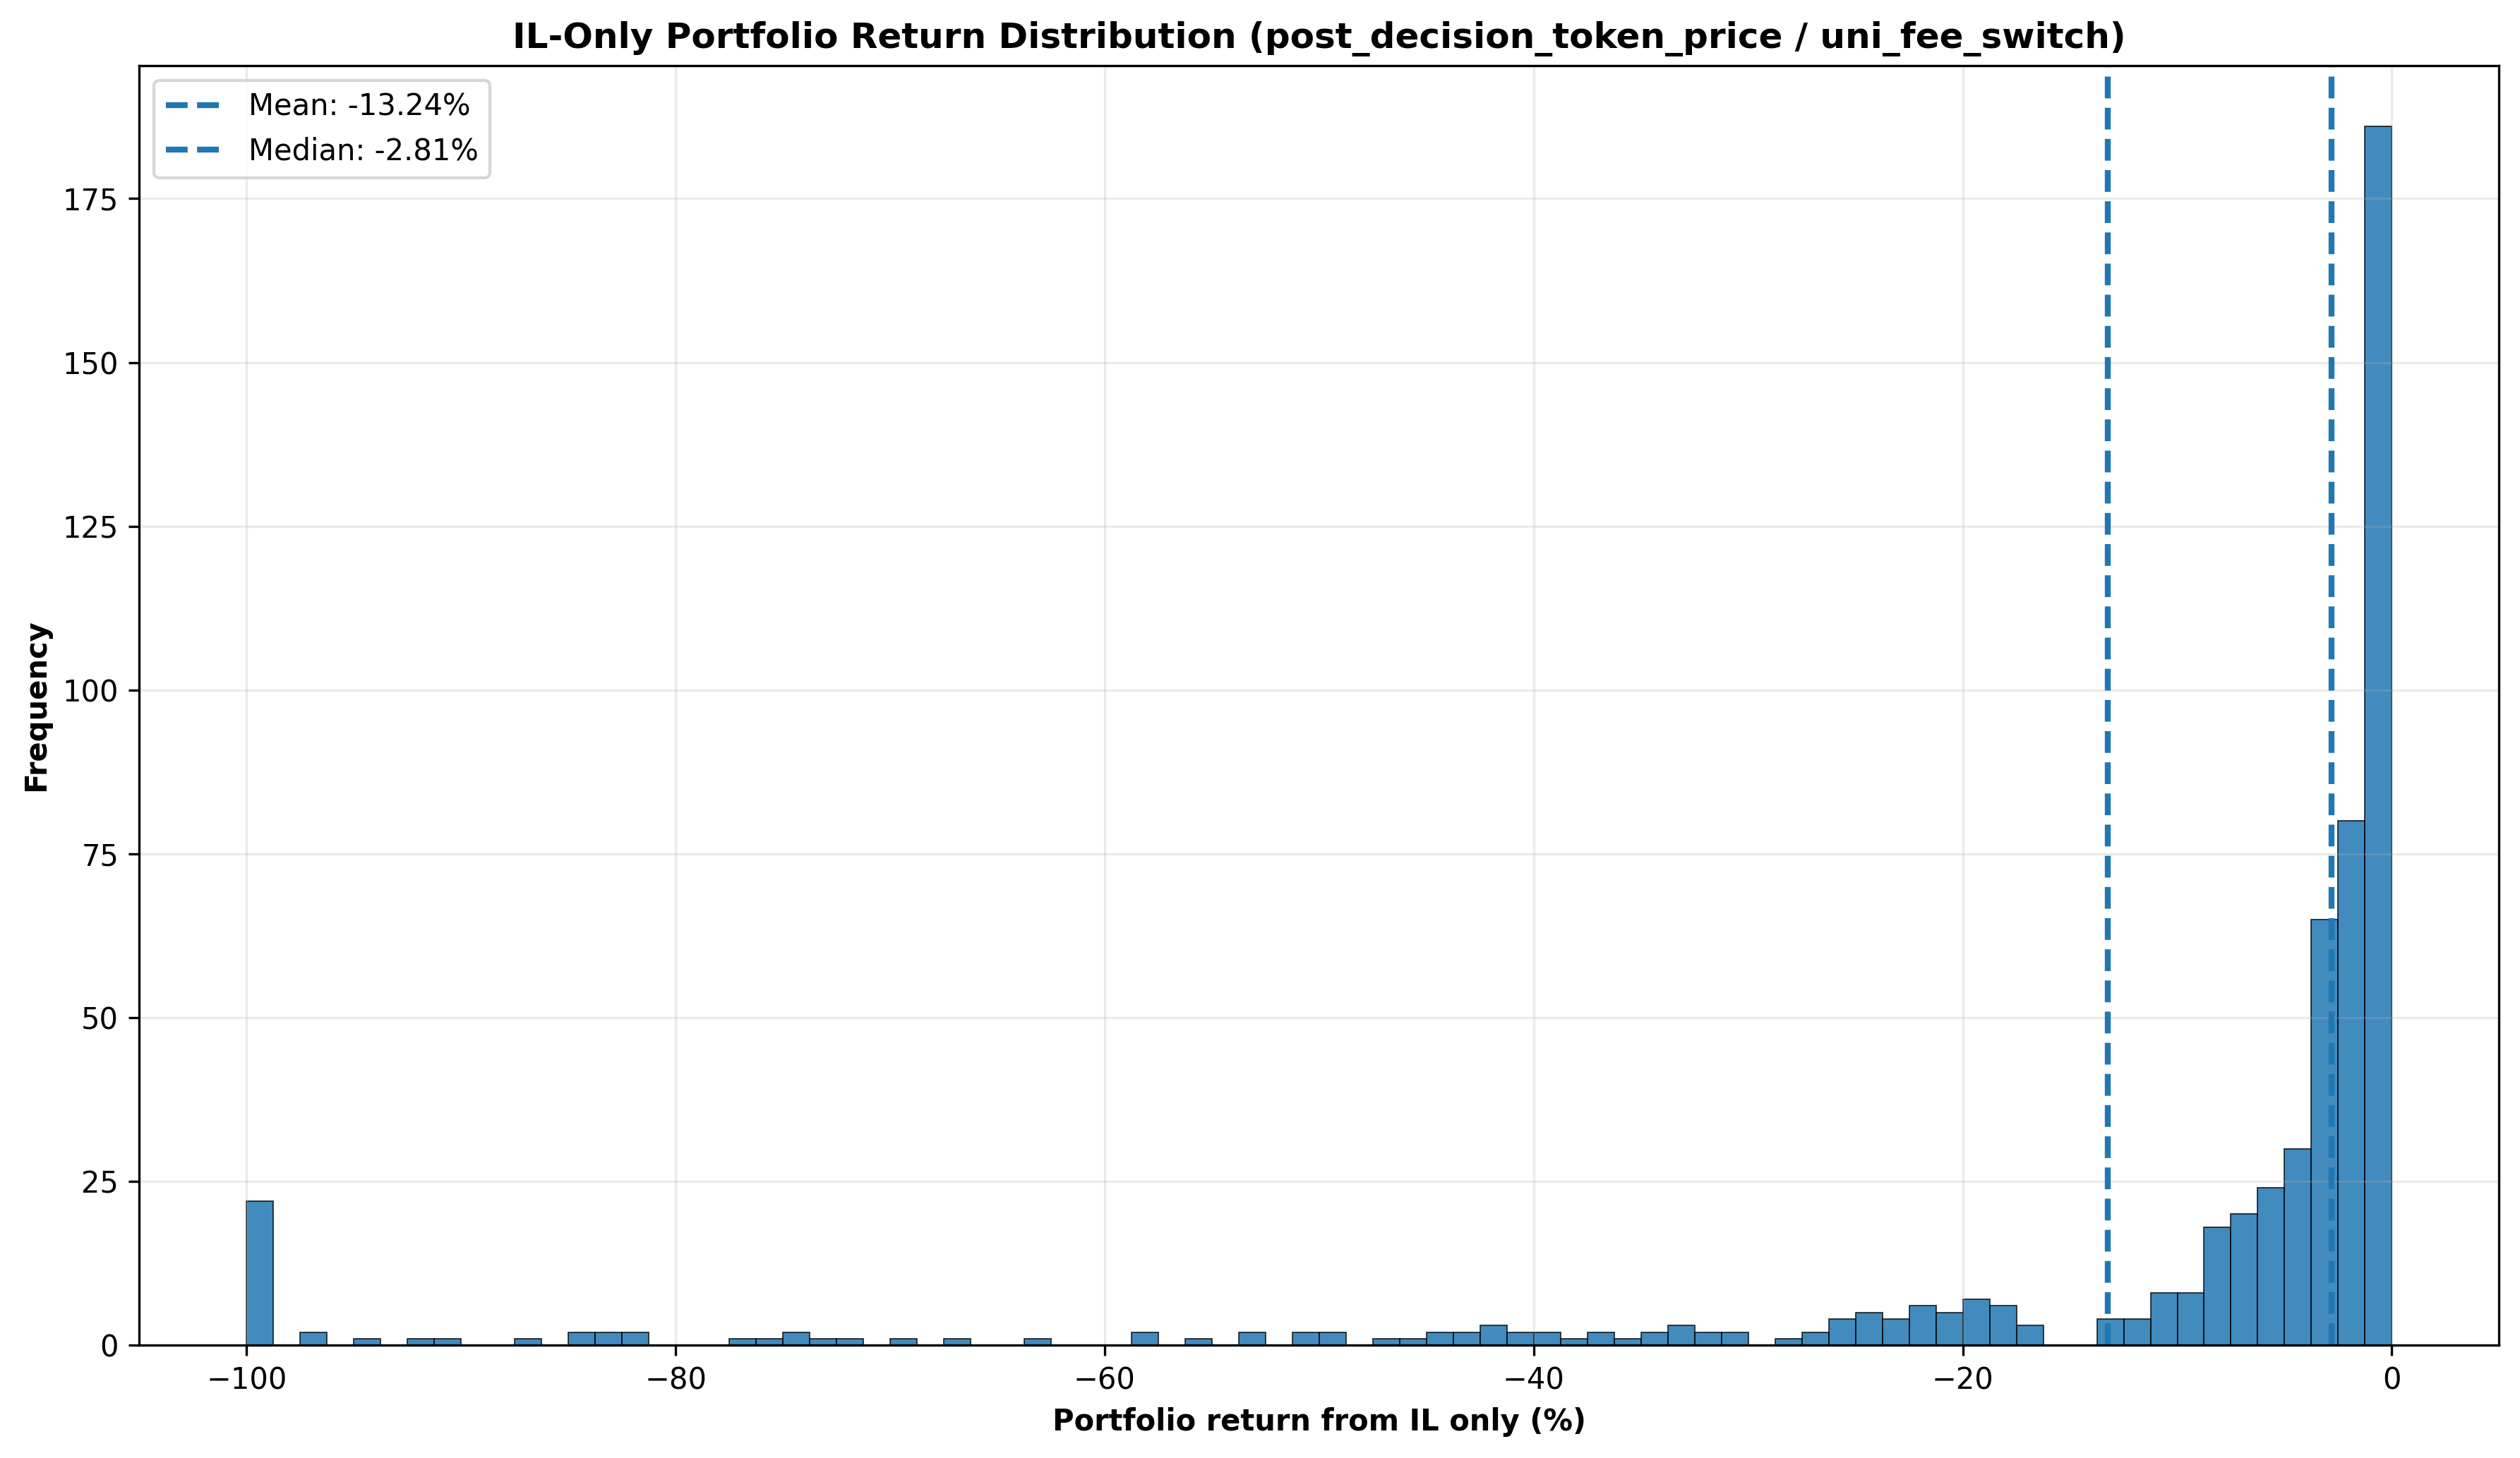 IL-Only Portfolio Return Distribution (post_decision_token_price / uni_fee_switch)
Mean: -13.24%
Median: -2.81%
Frequency
175
150
125
100
75
50
25
0
−100
−80
−60
−40
−20
0
Portfolio return from IL only (%)